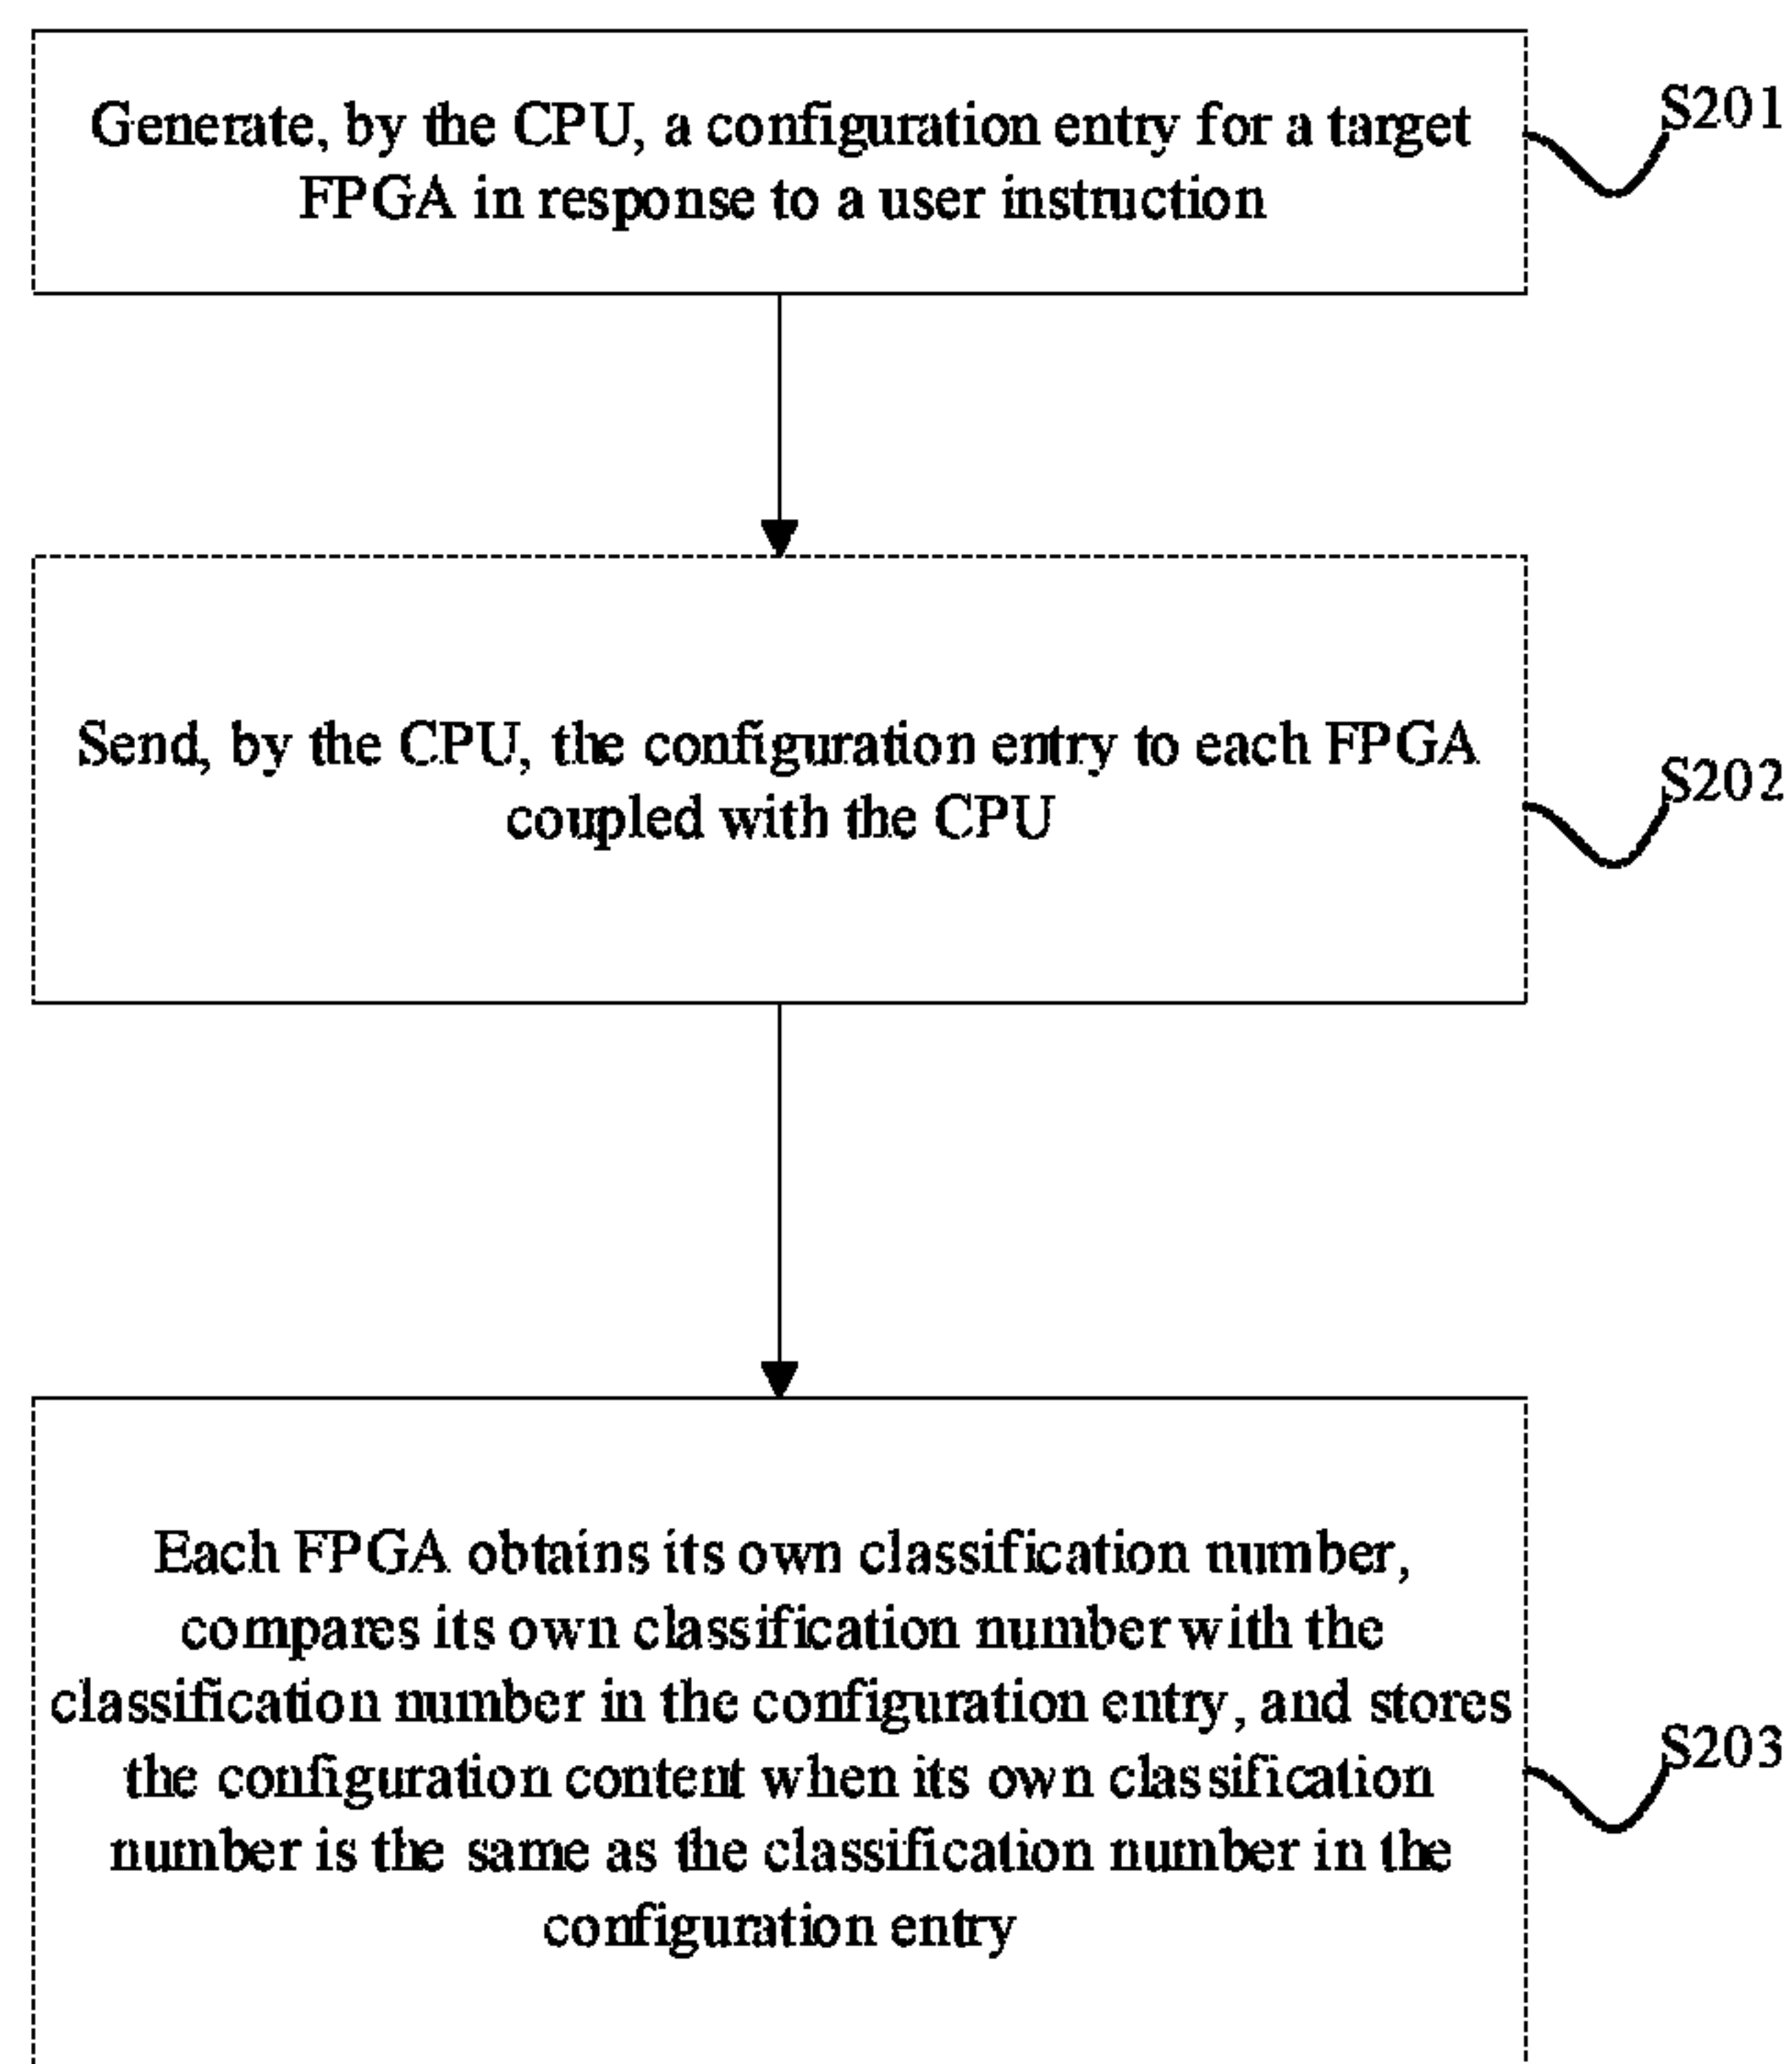 Generate, by the CPU, a configuration entry for a target
FPGA in response to a user instruction
S201
Send, by the CPU, the configuration entry to each FPGA
coupled with the CPU
S202
Each FPGA obtains its own classification number,
compares its own classification number with the
classification number in the configuration entry, and stores
the configuration content when its own classification
number is the same as the classification number in the
configuration entry
S203